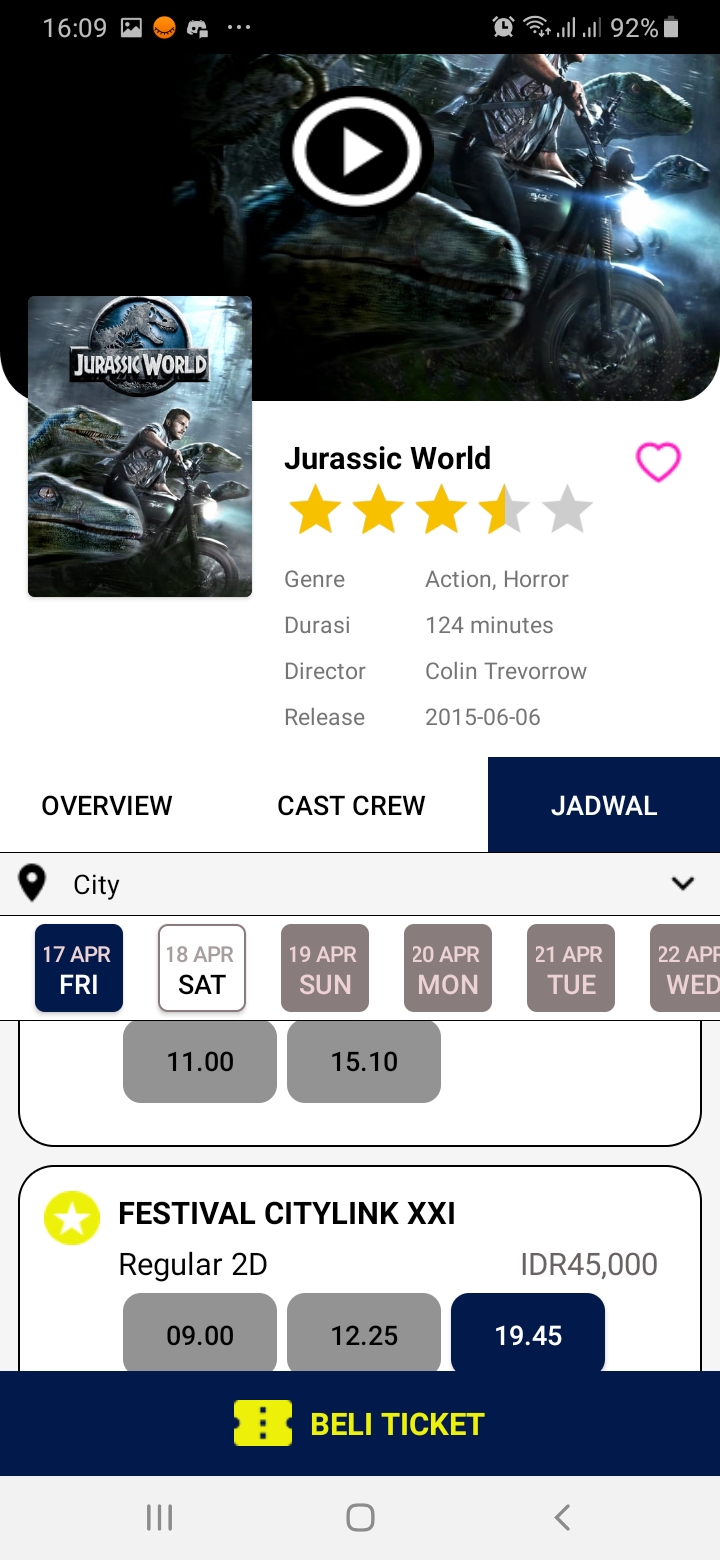 16:09
92%
JURASSIC WORLD
Jurassic World
Genre Action, Horror
Durasi 124 minutes
Director Colin Trevorrow
Release 2015-06-06
OVERVIEW CAST CREW JADWAL
City
17 APR 18 APR 19 APR 20 APR 21 APR 22 APR
FRI SAT SUN MON TUE WED
11.00 15.10
FESTIVAL CITYLINK XXI
Regular 2D IDR45,000
09.00 12.25 19.45
BELI TICKET